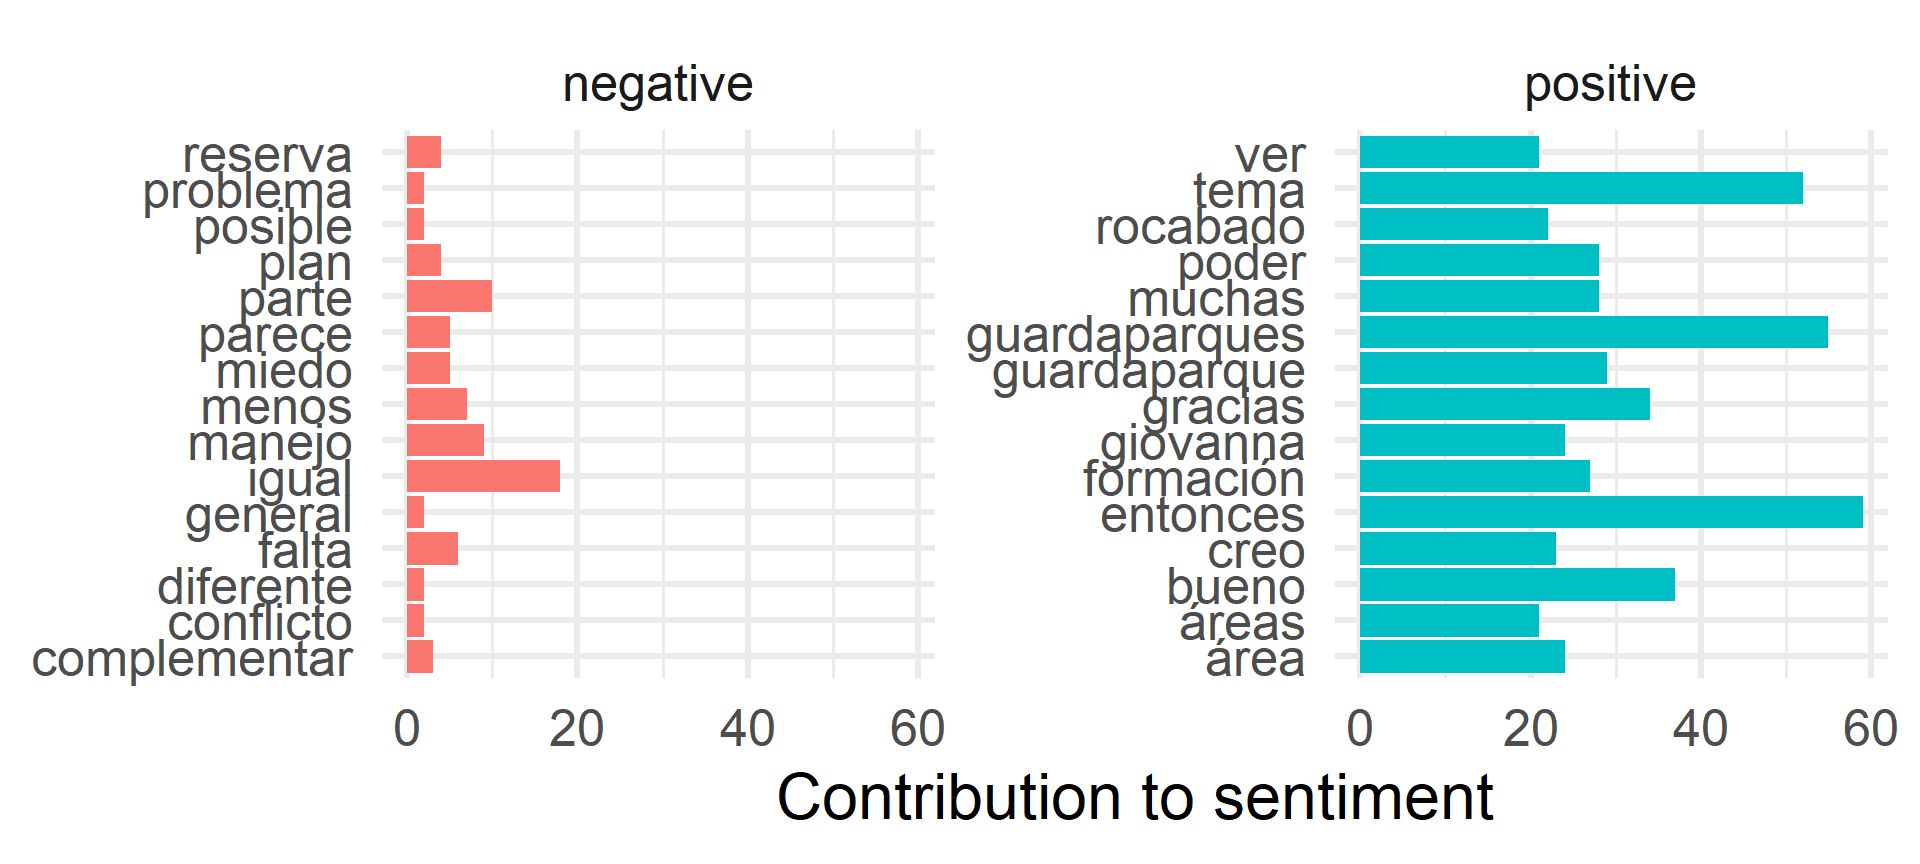 negative
reserva
problema
posible
plan
parte
parece
miedo
menos
manejo
igual
general
falta
diferente
conflicto
complementar
0 20 40 60
positive
ver
tema
rocabado
poder
muchas
guardaparques
guardaparque
gracias
giovanna
formación
entonces
creo
bueno
áreas
área
0 20 40 60
Contribution to sentiment